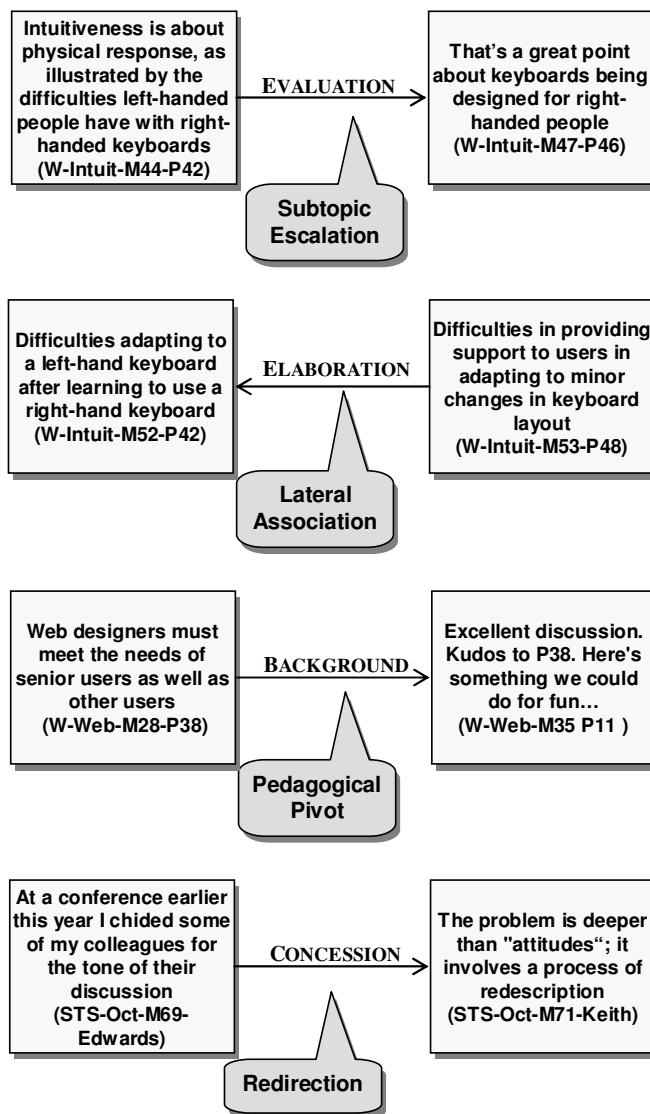 Intuitiveness is about
physical response, as
illustrated by the
difficulties left-handed
people have with right-
handed keyboards
(W-Intuit-M44-P42)
EVALUATION
That's a great point
about keyboards being
designed for right-
handed people
(W-Intuit-M47-P46)
Subtopic
Escalation
Difficulties adapting to
a left-hand keyboard
after learning to use a
right-hand keyboard
(W-Intuit-M52-P42)
ELABORATION
Difficulties in providing
support to users in
adapting to minor
changes in keyboard
layout
(W-Intuit-M53-P48)
Lateral
Association
Web designers must
meet the needs of
senior users as well as
other users
(W-Web-M28-P38)
BACKGROUND
Excellent discussion.
Kudos to P38. Here's
something we could
do for fun…
(W-Web-M35 P11 )
Pedagogical
Pivot
At a conference earlier
this year I chided some
of my colleagues for
the tone of their
discussion
(STS-Oct-M69-
Edwards)
CONCESSION
The problem is deeper
than "attitudes“; it
involves a process of
redescription
(STS-Oct-M71-Keith)
Redirection